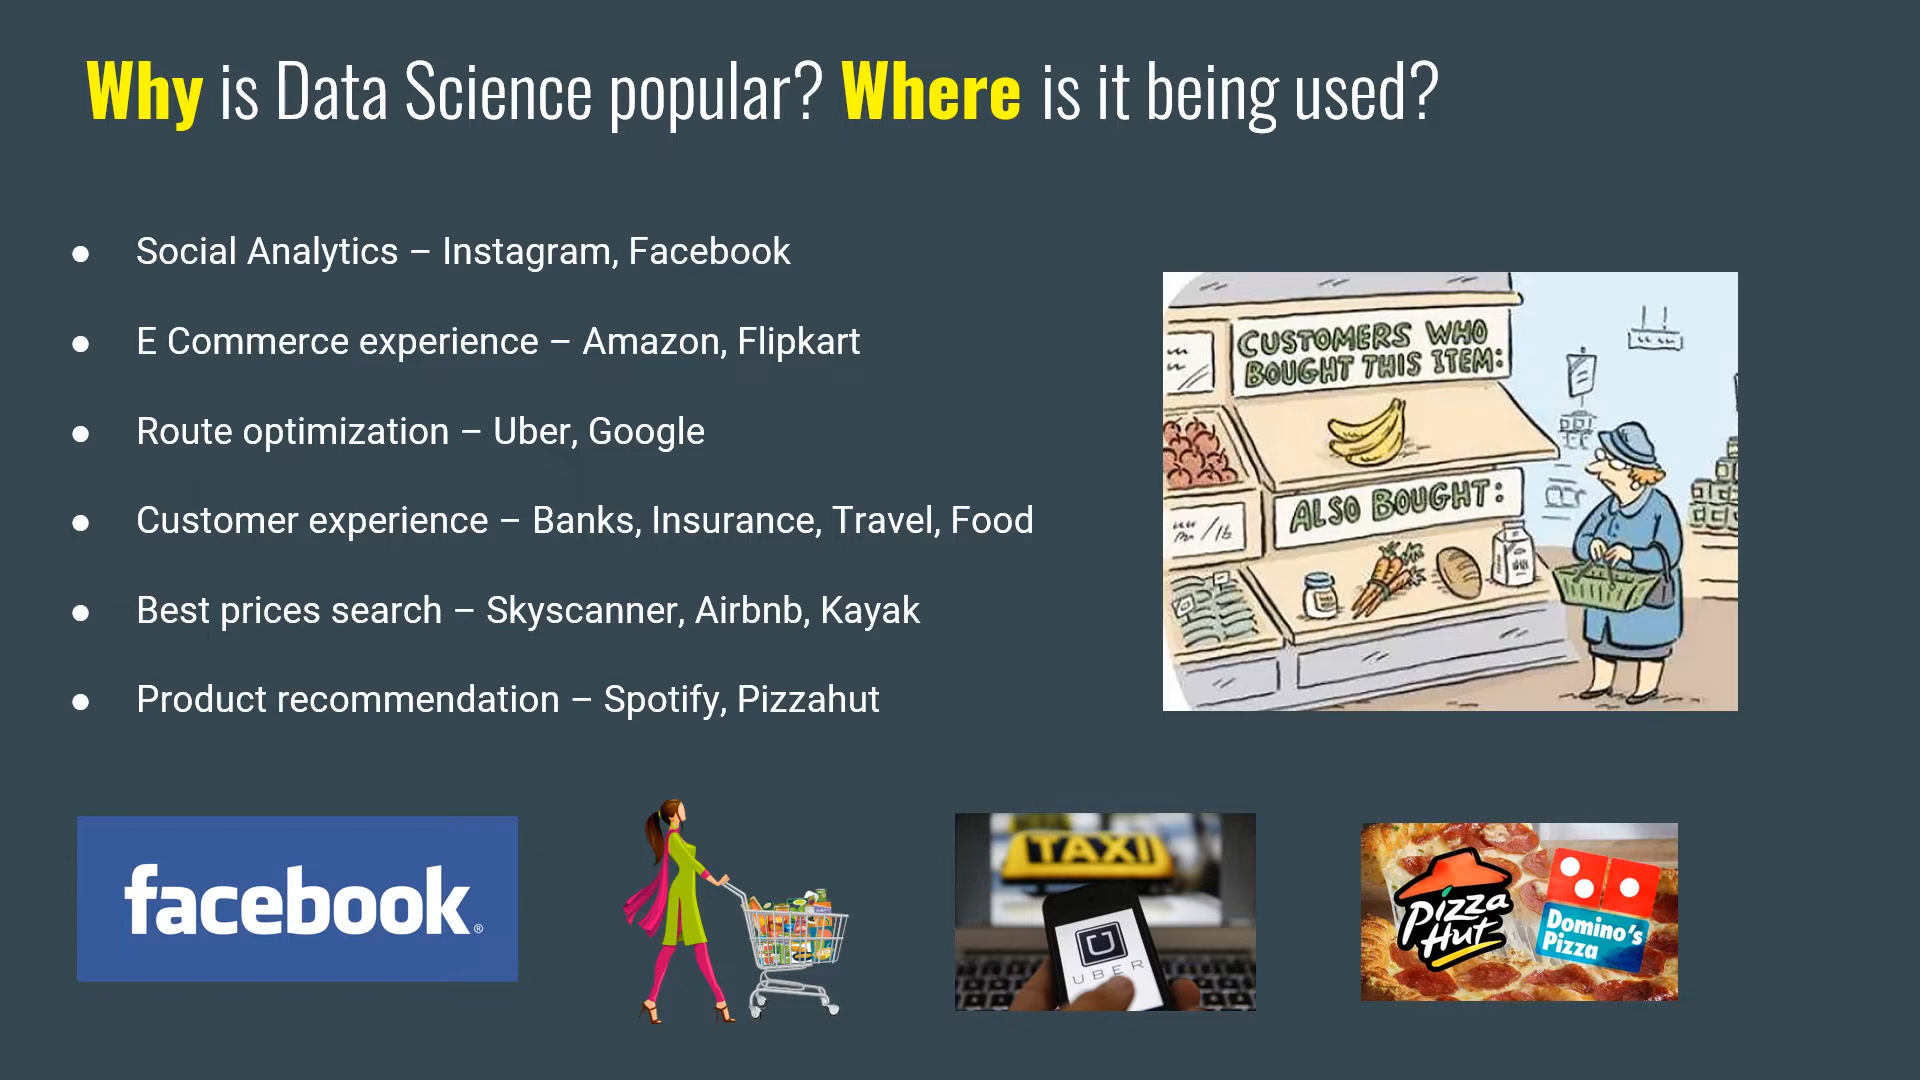 Why is Data Science popular? Where is it being used?
● Social Analytics – Instagram, Facebook
● E Commerce experience – Amazon, Flipkart
● Route optimization – Uber, Google
● Customer experience – Banks, Insurance, Travel, Food
● Best prices search – Skyscanner, Airbnb, Kayak
● Product recommendation – Spotify, Pizzahut
CUSTOMERS WHO
BOUGHT THIS ITEM:
ALSO BOUGHT:
/lb
facebook®
TAXI
U
UBER
Pizza
Hut
Domino's
Pizza